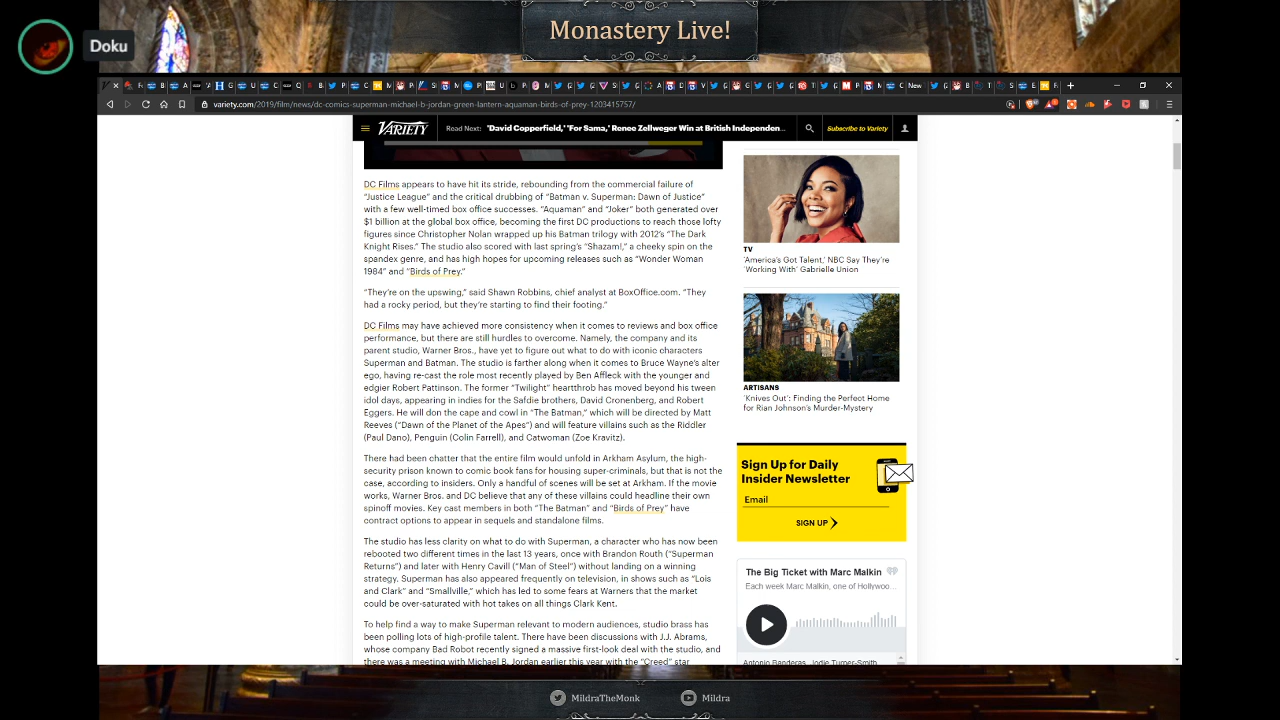 Monastery Live!
Doku
New
variety.com/2019/film/news/dc-comics-superman-michael-b-jordan-green-lantern-aquaman-birds-of-prey-1203415757/
VARIETY
Read Next: 'David Copperfield,' 'For Sama,' Renee Zellweger Win at British Independen...
Subscribe to Variety
DC Films appears to have hit its stride, rebounding from the commercial failure of
"Justice League" and the critical drubbing of "Batman v. Superman: Dawn of Justice"
with a few well-timed box office successes. "Aquaman" and "Joker" both generated over
$1 billion at the global box office, becoming the first DC productions to reach those lofty
figures since Christopher Nolan wrapped up his Batman trilogy with 2012's "The Dark
Knight Rises." The studio also scored with last spring's "Shazam!," a cheeky spin on the
spandex genre, and has high hopes for upcoming releases such as "Wonder Woman
1984" and "Birds of Prey."
"They're on the upswing," said Shawn Robbins, chief analyst at BoxOffice.com. "They
had a rocky period, but they're starting to find their footing."
DC Films may have achieved more consistency when it comes to reviews and box office
performance, but there are still hurdles to overcome. Namely, the company and its
parent studio, Warner Bros., have yet to figure out what to do with iconic characters
Superman and Batman. The studio is farther along when it comes to Bruce Wayne's alter
ego, having re-cast the role most recently played by Ben Affleck with the younger and
edgier Robert Pattinson. The former "Twilight" heartthrob has moved beyond his tween
idol days, appearing in indies for the Safdie brothers, David Cronenberg, and Robert
Eggers. He will don the cape and cowl in "The Batman," which will be directed by Matt
Reeves ("Dawn of the Planet of the Apes") and will feature villains such as the Riddler
(Paul Dano), Penguin (Colin Farrell), and Catwoman (Zoe Kravitz).
There had been chatter that the entire film would unfold in Arkham Asylum, the high-
security prison known to comic book fans for housing super-criminals, but that is not the
case, according to insiders. Only a handful of scenes will be set at Arkham. If the movie
works, Warner Bros. and DC believe that any of these villains could headline their own
spinoff movies. Key cast members in both "The Batman" and "Birds of Prey" have
contract options to appear in sequels and standalone films.
The studio has less clarity on what to do with Superman, a character who has now been
rebooted two different times in the last 13 years, once with Brandon Routh ("Superman
Returns") and later with Henry Cavill ("Man of Steel") without landing on a winning
strategy. Superman has also appeared frequently on television, in shows such as "Lois
and Clark" and "Smallville," which has led to some fears at Warners that the market
could be over-saturated with hot takes on all things Clark Kent.
To help find a way to make Superman relevant to modern audiences, studio brass has
been polling lots of high-profile talent. There have been discussions with J.J. Abrams,
whose company Bad Robot recently signed a massive first-look deal with the studio, and
there was a meeting with Michael B. Jordan earlier this year with the "Creed" star
TV
'America's Got Talent,' NBC Say They're
'Working With' Gabrielle Union
ARTISANS
'Knives Out': Finding the Perfect Home
for Rian Johnson's Murder-Mystery
Sign Up for Daily
Insider Newsletter
Email
SIGN UP
The Big Ticket with Marc Malkin
Each week Marc Malkin, one of Hollywoo...
Antonio Banderas, Jodie Turner-Smith,
MildraTheMonk
Mildra